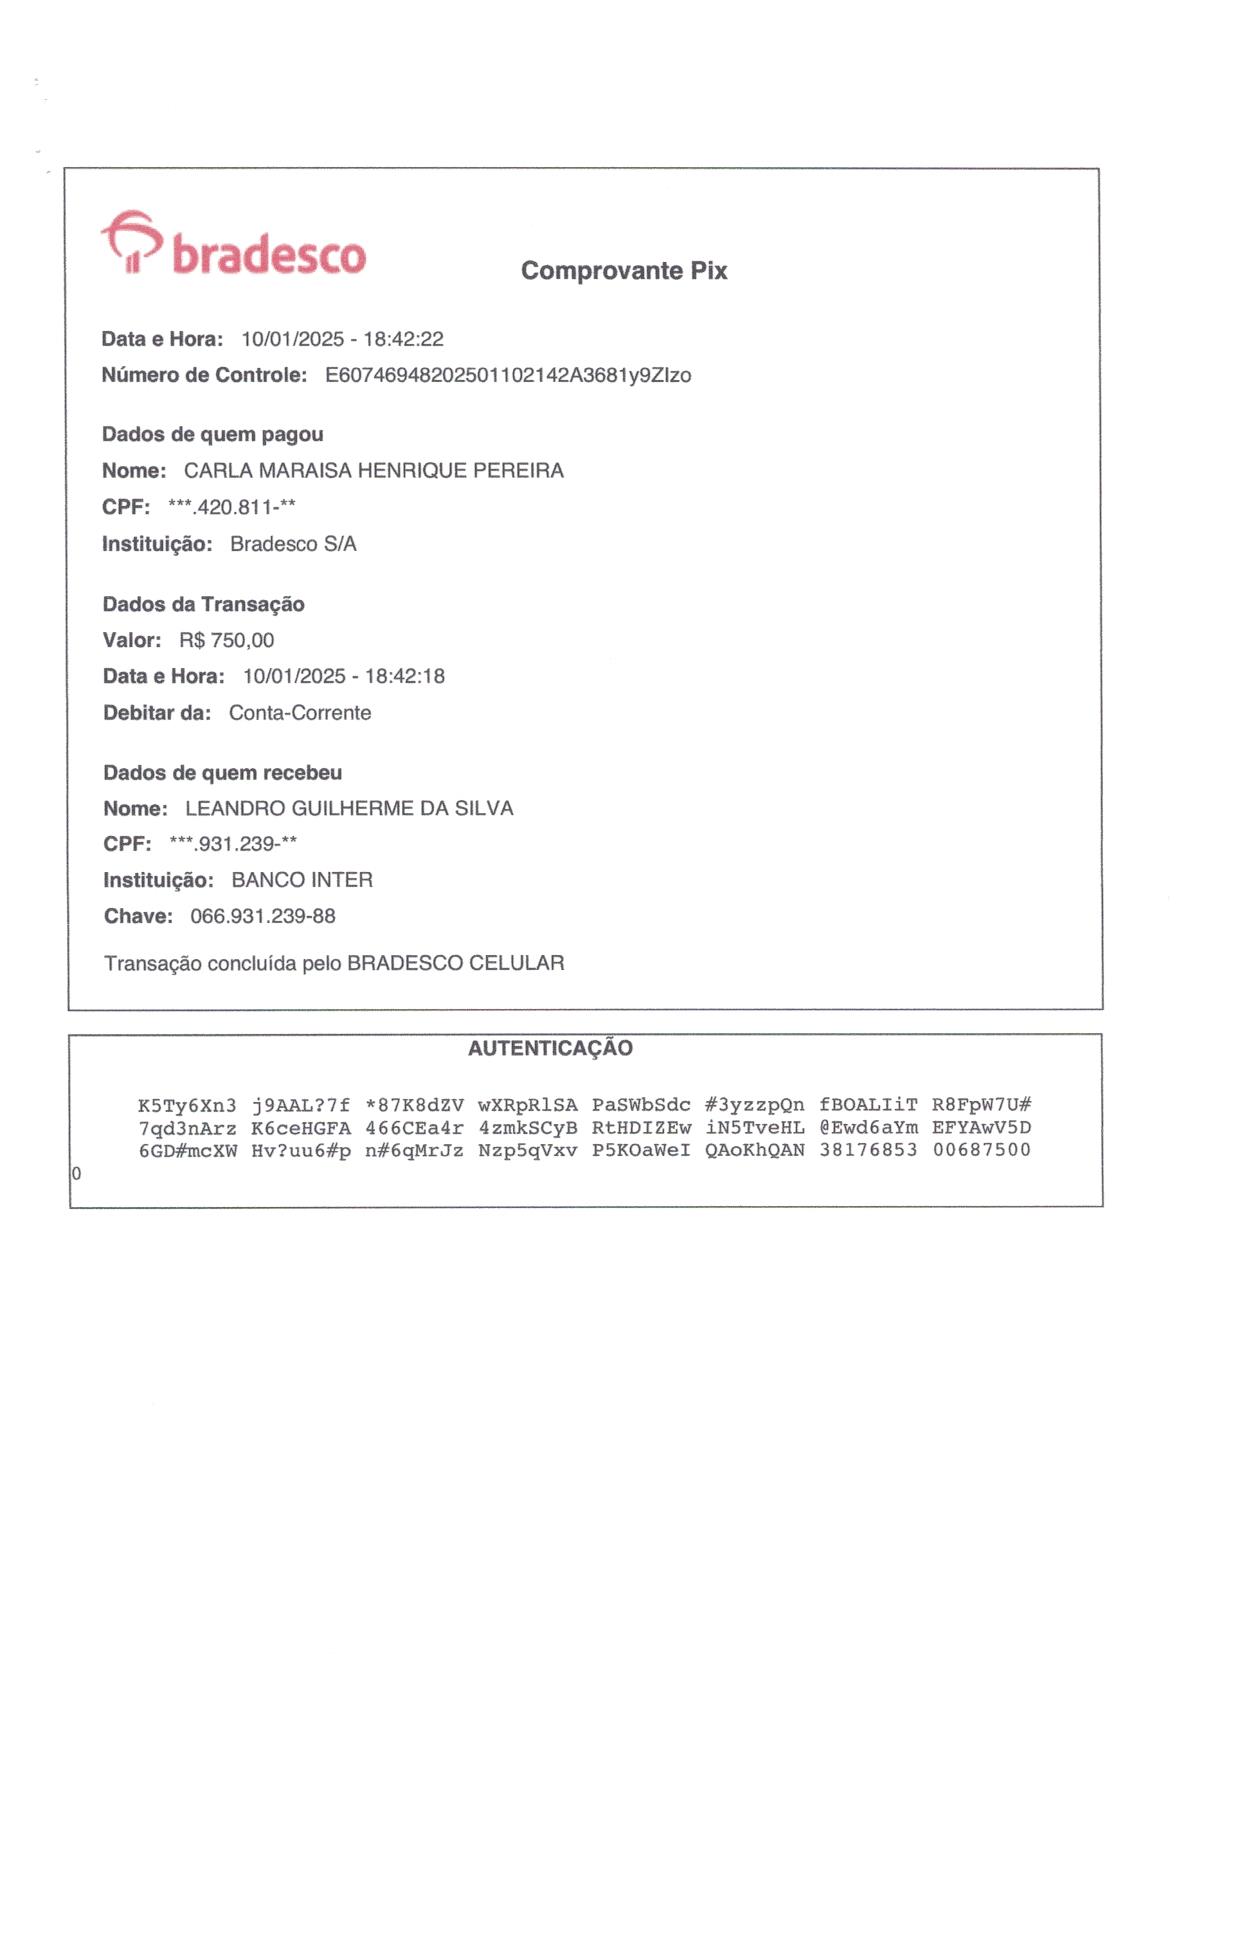 bradesco
Comprovante Pix
Data e Hora: 10/01/2025 - 18:42:22
Número de Controle: E60746948202501102142A3681y9ZIzo
Dados de quem pagou
Nome: CARLA MARAISA HENRIQUE PEREIRA
CPF: ***.420.811-**
Instituição: Bradesco S/A
Dados da Transação
Valor: R$ 750,00
Data e Hora: 10/01/2025 - 18:42:18
Debitar da: Conta-Corrente
Dados de quem recebeu
Nome: LEANDRO GUILHERME DA SILVA
CPF: ***.931.239-**
Instituição: BANCO INTER
Chave: 066.931.239-88
Transação concluída pelo BRADESCO CELULAR
AUTENTICAÇÃO
K5Ty6Xn3 j9AAL?7f *87K8dZV wXRpRlSA PaSWbSdc #3yzzpQn fBOALIiT R8FpW7U#
7qd3nArz K6ceHGFA 466CEa4r 4zmkSCyB RtHDIZEw iN5TveHL @Ewd6aYm EFYAwV5D
6GD#mcXW Hv?uu6#p n#6qMrJz Nzp5qVxv P5KOaWeI QAoKhQAN 38176853 00687500
0